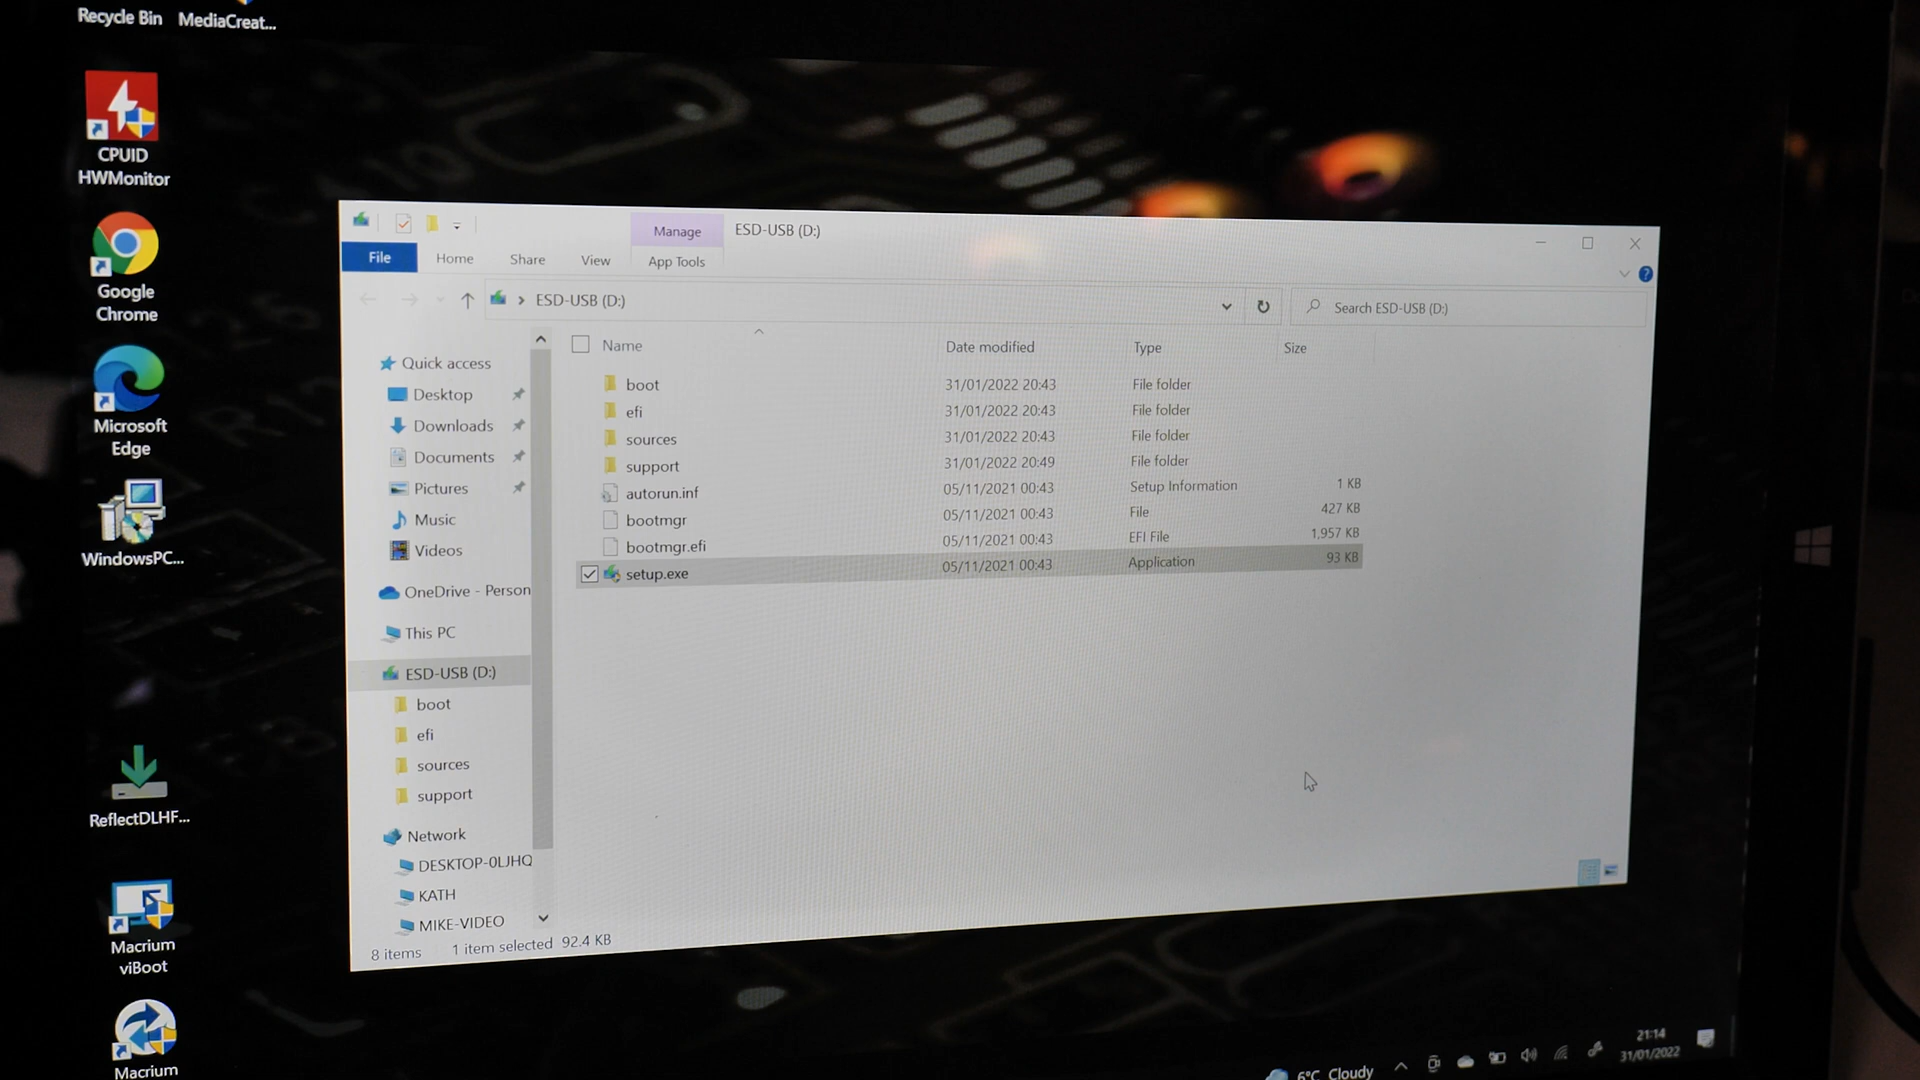 Recycle Bin
MediaCreat...
CPUID
HWMonitor
Google
Chrome
Microsoft
Edge
WindowsPC...
ReflectDLHF...
Macrium
viBoot
Macrium
Manage
ESD-USB (D:)
File
Home
Share
View
App Tools
ESD-USB (D:)
Search ESD-USB (D:)
Quick access
Desktop
Downloads
Documents
Pictures
Music
Videos
OneDrive - Person
This PC
ESD-USB (D:)
boot
efi
sources
support
Network
DESKTOP-0LJHQ
KATH
MIKE-VIDEO
Name Date modified Type Size
boot 31/01/2022 20:43 File folder
efi 31/01/2022 20:43 File folder
sources 31/01/2022 20:43 File folder
support 31/01/2022 20:49 File folder
autorun.inf 05/11/2021 00:43 Setup Information 1 KB
bootmgr 05/11/2021 00:43 File 427 KB
bootmgr.efi 05/11/2021 00:43 EFI File 1,957 KB
setup.exe 05/11/2021 00:43 Application 93 KB
8 items 1 item selected 92.4 KB
6°C Cloudy
21:14
31/01/2022